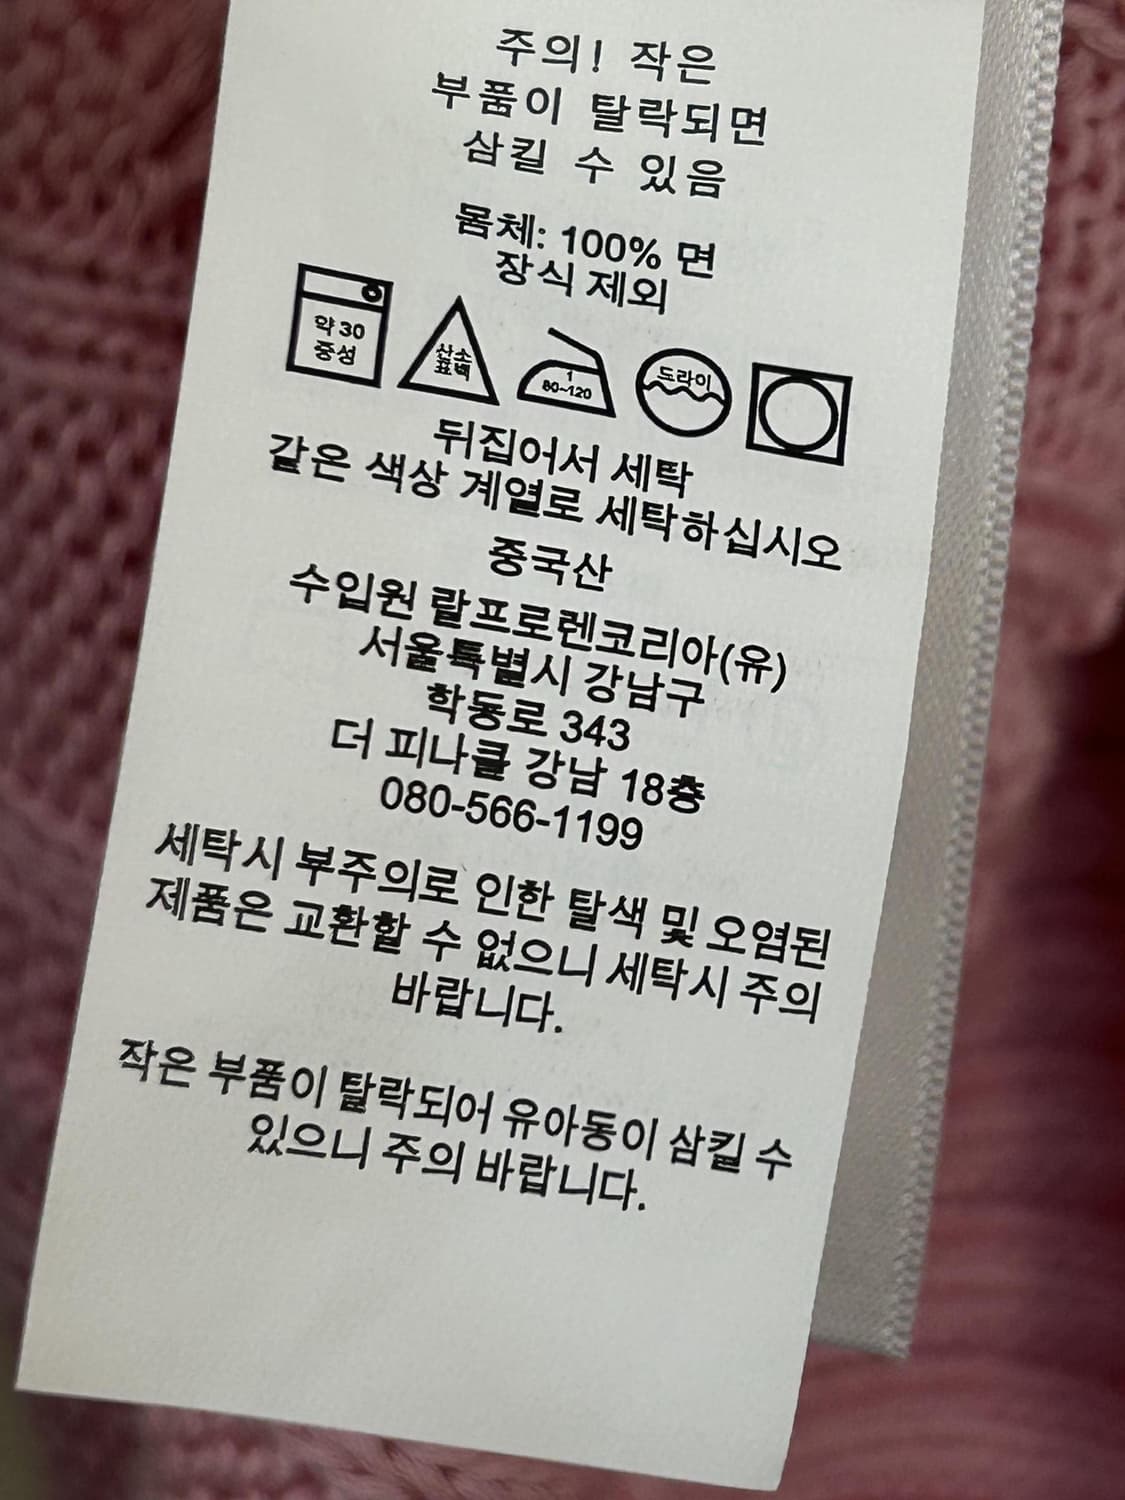 주의! 작은
부품이 탈락되면
삼킬 수 있음
몸체: 100% 면
장식 제외
약 30
중성
산소
표백
1
80~120
도라이
뒤집어서 세탁
같은 색상 계열로 세탁하십시오
중국산
수입원 랄프로렌코리아(유)
서울특별시 강남구
학동로 343
더 피나클 강남 18층
080-566-1199
세탁시 부주의로 인한 탈색 및 오염된
제품은 교환할 수 없으니 세탁시 주의
바랍니다.
작은 부품이 탈락되어 유아동이 삼킬 수
있으니 주의 바랍니다.